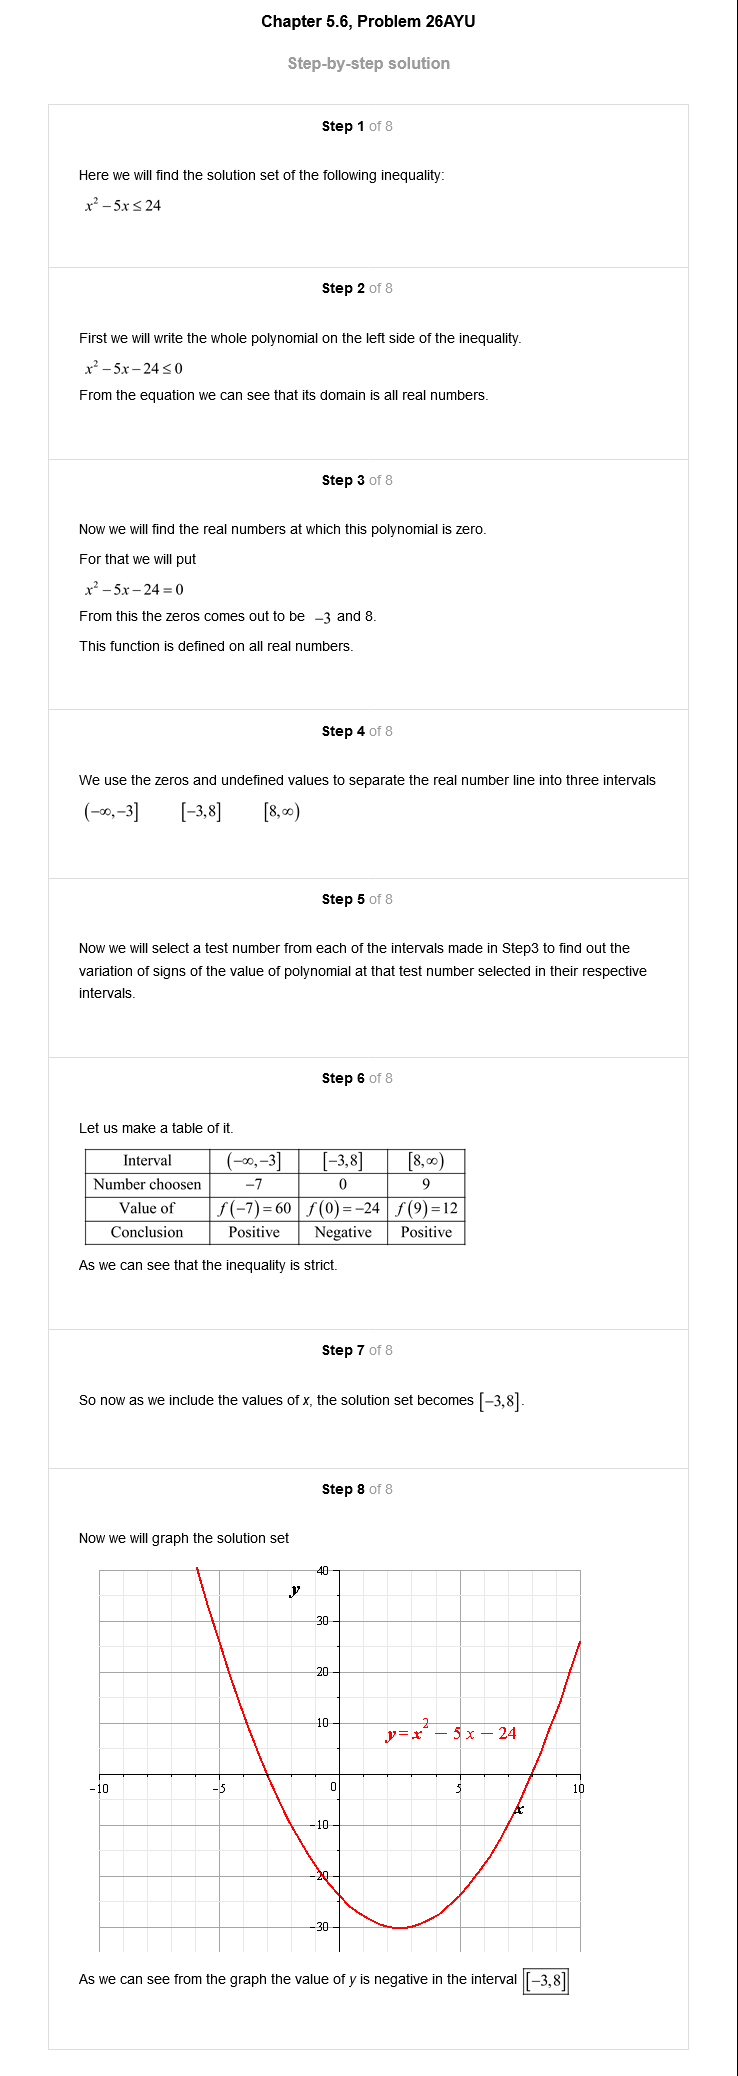 Chapter 5.6, Problem 26AYU
Step-by-step solution
Step 1 of 8
Here we will find the solution set of the following inequality:
x² − 5x ≤ 24
Step 2 of 8
First we will write the whole polynomial on the left side of the inequality.
x² − 5x − 24 ≤ 0
From the equation we can see that its domain is all real numbers.
Step 3 of 8
Now we will find the real numbers at which this polynomial is zero.
For that we will put
x² − 5x − 24 = 0
From this the zeros comes out to be −3 and 8.
This function is defined on all real numbers.
Step 4 of 8
We use the zeros and undefined values to separate the real number line into three intervals
(−∞,−3] [−3,8] [8,∞)
Step 5 of 8
Now we will select a test number from each of the intervals made in Step3 to find out the
variation of signs of the value of polynomial at that test number selected in their respective
intervals.
Step 6 of 8
Let us make a table of it.
Interval (−∞,−3] [−3,8] [8,∞)
Number choosen −7 0 9
Value of f(−7)=60 f(0)=−24 f(9)=12
Conclusion Positive Negative Positive
As we can see that the inequality is strict.
Step 7 of 8
So now as we include the values of x, the solution set becomes [−3,8].
Step 8 of 8
Now we will graph the solution set
40
y
30
20
10
y = x² − 5 x − 24
−10 −5 0 5 10
x
−10
−20
−30
As we can see from the graph the value of y is negative in the interval [−3,8]